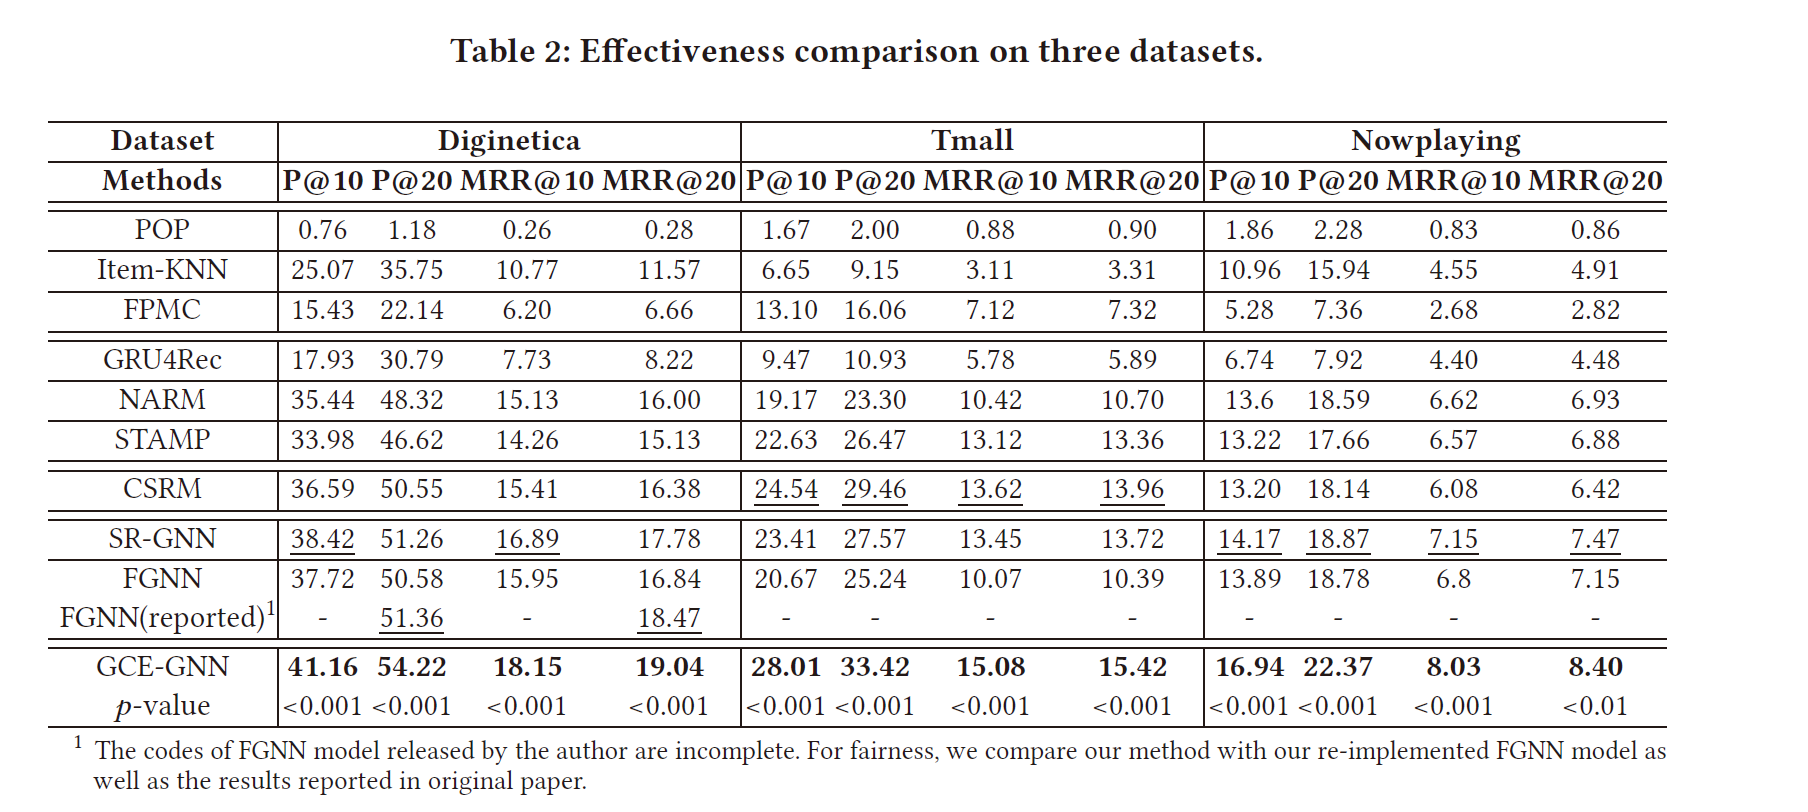 Table 2: Effectiveness comparison on three datasets.
Dataset Diginetica Tmall Nowplaying
Methods P@10 P@20 MRR@10 MRR@20 P@10 P@20 MRR@10 MRR@20 P@10 P@20 MRR@10 MRR@20
POP 0.76 1.18 0.26 0.28 1.67 2.00 0.88 0.90 1.86 2.28 0.83 0.86
Item-KNN 25.07 35.75 10.77 11.57 6.65 9.15 3.11 3.31 10.96 15.94 4.55 4.91
FPMC 15.43 22.14 6.20 6.66 13.10 16.06 7.12 7.32 5.28 7.36 2.68 2.82
GRU4Rec 17.93 30.79 7.73 8.22 9.47 10.93 5.78 5.89 6.74 7.92 4.40 4.48
NARM 35.44 48.32 15.13 16.00 19.17 23.30 10.42 10.70 13.6 18.59 6.62 6.93
STAMP 33.98 46.62 14.26 15.13 22.63 26.47 13.12 13.36 13.22 17.66 6.57 6.88
CSRM 36.59 50.55 15.41 16.38 24.54 29.46 13.62 13.96 13.20 18.14 6.08 6.42
SR-GNN 38.42 51.26 16.89 17.78 23.41 27.57 13.45 13.72 14.17 18.87 7.15 7.47
FGNN 37.72 50.58 15.95 16.84 20.67 25.24 10.07 10.39 13.89 18.78 6.8 7.15
FGNN(reported)1 - 51.36 - 18.47 - - - - - - - -
GCE-GNN 41.16 54.22 18.15 19.04 28.01 33.42 15.08 15.42 16.94 22.37 8.03 8.40
p-value <0.001 <0.001 <0.001 <0.001 <0.001 <0.001 <0.001 <0.001 <0.001 <0.001 <0.001 <0.01
1 The codes of FGNN model released by the author are incomplete. For fairness, we compare our method with our re-implemented FGNN model as
well as the results reported in original paper.